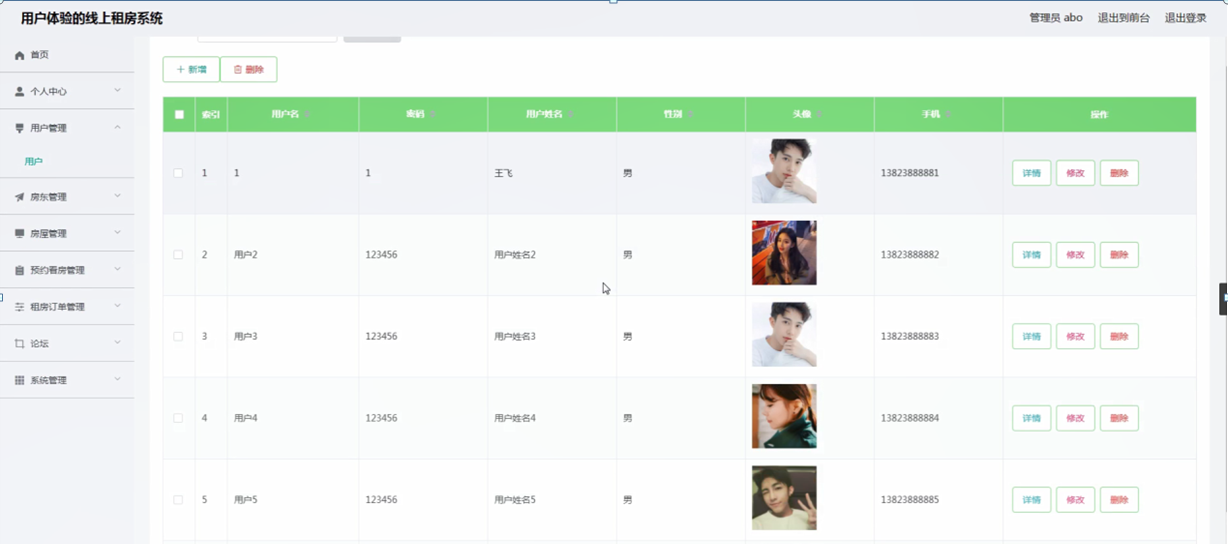 用户体验的线上租房系统
管理员 abo 退出到前台 退出登录
首页
个人中心
用户管理
用户
房东管理
房屋管理
预约看房管理
租房订单管理
论坛
系统管理
+ 新增 删除
索引 用户名 密码 用户姓名 性别 头像 手机 操作
1 1 1 王飞 男 13823888881 详情 修改 删除
2 用户2 123456 用户姓名2 男 13823888882 详情 修改 删除
3 用户3 123456 用户姓名3 男 13823888883 详情 修改 删除
4 用户4 123456 用户姓名4 男 13823888884 详情 修改 删除
5 用户5 123456 用户姓名5 男 13823888885 详情 修改 删除